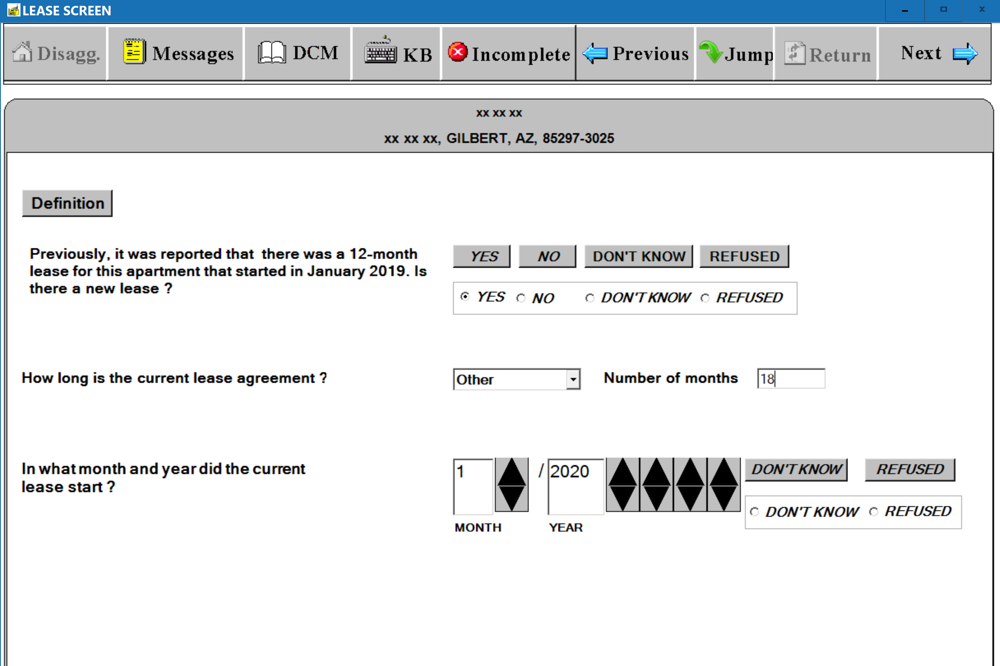 LEASE SCREEN
Disagg. Messages DCM KB Incomplete Previous Jump Return Next
xx xx xx
xx xx xx, GILBERT, AZ, 85297-3025
Definition
Previously, it was reported that there was a 12-month
lease for this apartment that started in January 2019. Is
there a new lease ?
YES NO DON'T KNOW REFUSED
YES NO DON'T KNOW REFUSED
How long is the current lease agreement ?
Other
Number of months
18
In what month and year did the current
lease start ?
1 / 2020
MONTH YEAR
DON'T KNOW REFUSED
DON'T KNOW REFUSED